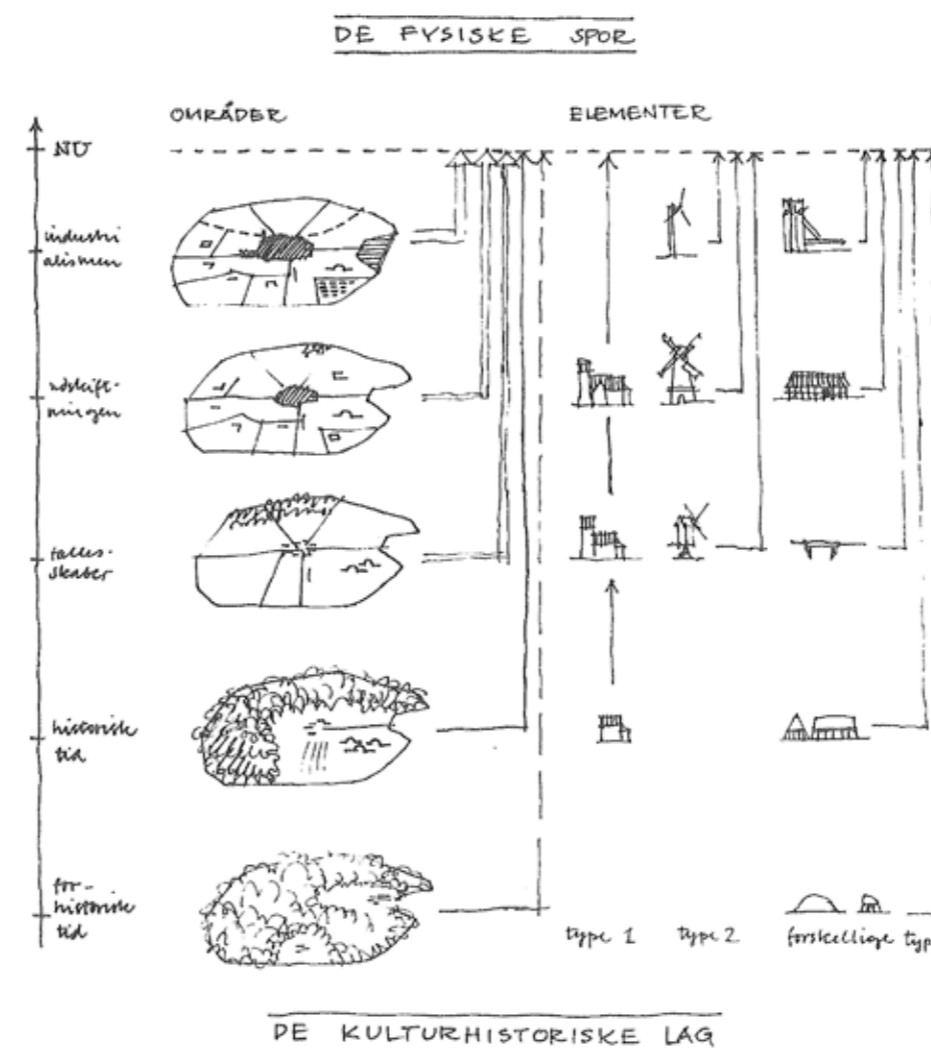 DE FYSISKE SPOR
OMRÅDER
ELEMENTER
NU
industri
alismen
udskift-
ningen
fælles-
skaber
historisk
tid
for-
historisk
tid
type 1
type 2
forskellige typ
DE KULTURHISTORISKE LAG